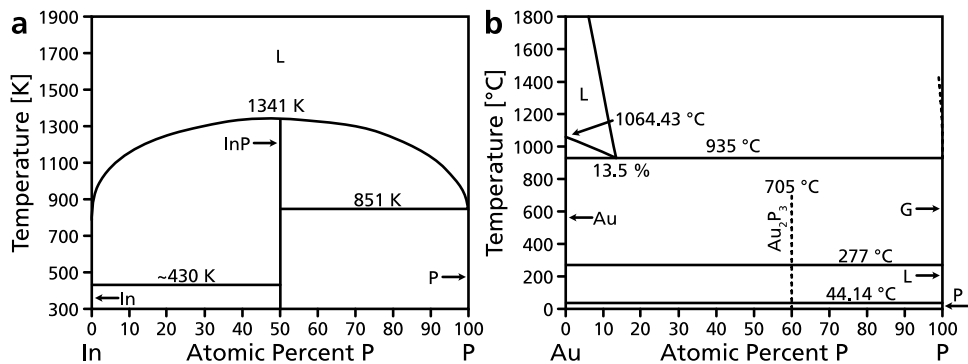 a
Temperature [K]
1900
1700
1500
1300
1100
900
700
500
300
L
1341 K
InP
851 K
~430 K
P
In
0 10 20 30 40 50 60 70 80 90 100
In Atomic Percent P P
b
Temperature [°C]
1800
1600
1400
1200
1000
800
600
400
200
0
L
1064.43 °C
935 °C
13.5 %
705 °C
Au₂P₃
Au
G
277 °C
L
44.14 °C
P
0 10 20 30 40 50 60 70 80 90 100
Au Atomic Percent P P